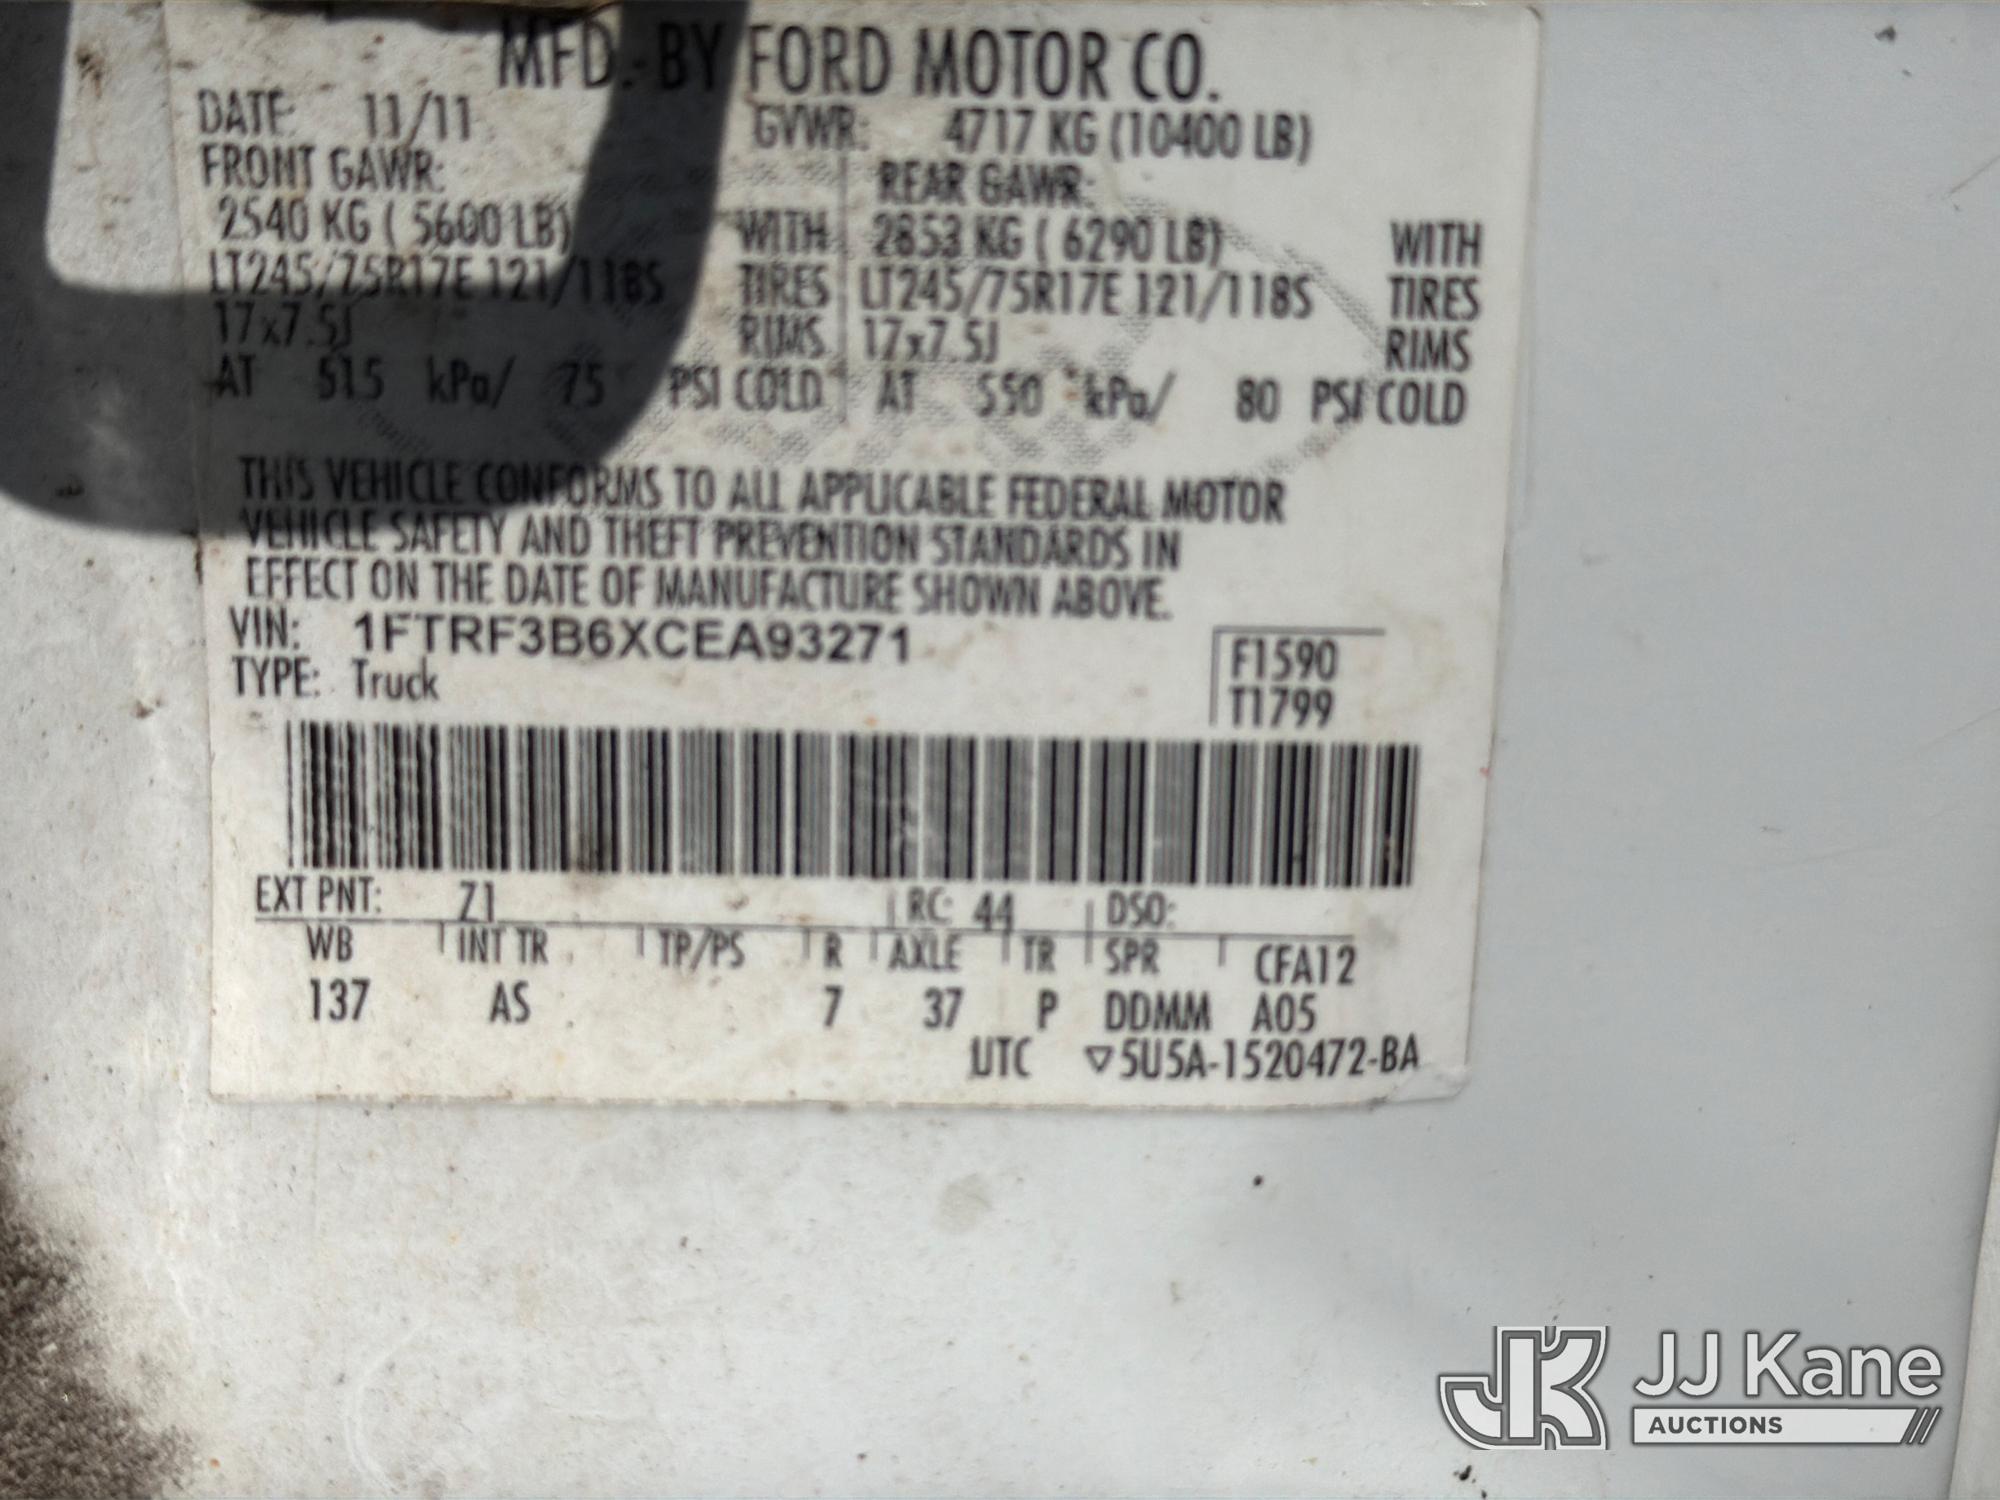 MFD. BY FORD MOTOR CO.
DATE: 11/11 GVWR: 4717 KG (10400 LB)
FRONT GAWR: REAR GAWR:
2540 KG ( 5600 LB) WITH 2853 KG ( 6290 LB) WITH
LT245/75R17E 121/118S TIRES LT245/75R17E 121/118S TIRES
17x7.5J RIMS 17x7.5J RIMS
AT 515 kPa/ 75 PSI COLD AT 550 kPa/ 80 PSI COLD
THIS VEHICLE CONFORMS TO ALL APPLICABLE FEDERAL MOTOR
VEHICLE SAFETY AND THEFT PREVENTION STANDARDS IN
EFFECT ON THE DATE OF MANUFACTURE SHOWN ABOVE.
VIN: 1FTRF3B6XCEA93271
TYPE: Truck
F1590
T1799
EXT PNT: Z1 RC: 44 DSO:
WB INT TR TP/PS R AXLE TR SPR CFA12
137 AS 7 37 P DDMM A05
UTC ▽5U5A-1520472-BA
JK JJ Kane
AUCTIONS